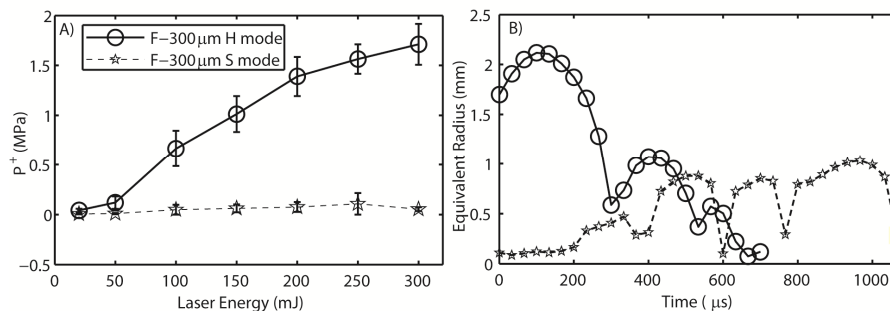 A)
F−300μm H mode
F−300μm S mode
P+ (MPa)
2
1.5
1
0.5
0
−0.5
0 50 100 150 200 250 300
Laser Energy (mJ)
B)
Equivalent Radius (mm)
2.5
2
1.5
1
0.5
0
0 200 400 600 800 1000
Time ( μs)